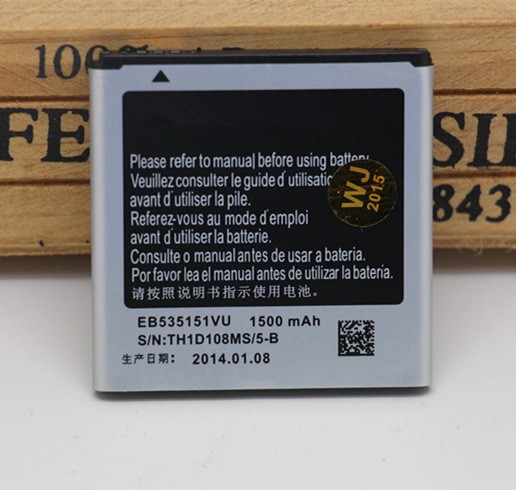 100%
FE
SIL
843
Please refer to manual before using battery
Veuillez consulter le guide d'utilisation
avant d'utiliser la pile.
Referez-vous au mode d'emploi
avant d'utiliser la batterie.
Consulte o manual antes de usar a bateria.
Por favor lea el manual antes de utilizar la batería.
请按照说明书指示使用电池。
WJ
2015
EB535151VU 1500 mAh
S/N:TH1D108MS/5-B
生产日期: 2014.01.08